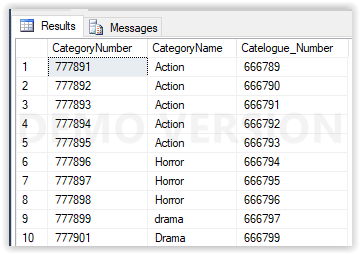 Results Messages
CategoryNumber CategoryName Catelogue_Number
1 777891 Action 666789
2 777892 Action 666790
3 777893 Action 666791
4 777894 Action 666792
5 777895 Action 666793
6 777896 Horror 666794
7 777897 Horror 666795
8 777898 Horror 666796
9 777899 drama 666797
10 777901 Drama 666799
DEMO VERSION